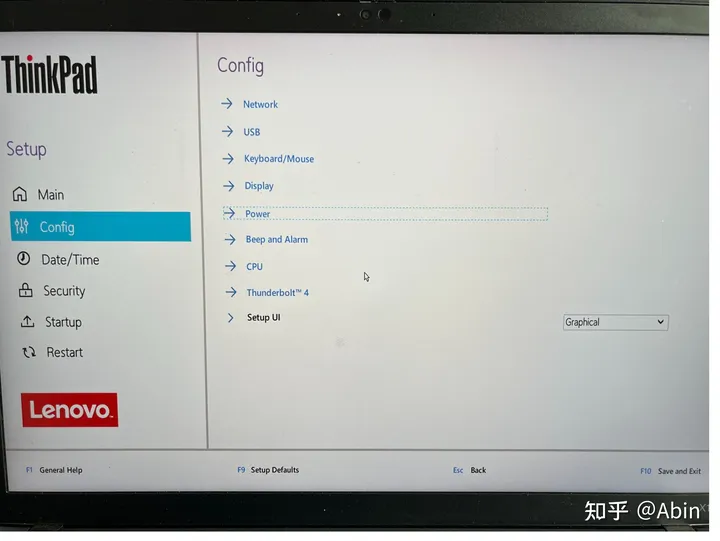 ThinkPad
Setup
Main
Config
Date/Time
Security
Startup
Restart
Lenovo.
Config
Network
USB
Keyboard/Mouse
Display
Power
Beep and Alarm
CPU
Thunderbolt™ 4
Setup UI
Graphical
F1 General Help
F9 Setup Defaults
Esc Back
F10 Save and Exit
知乎 @Abin